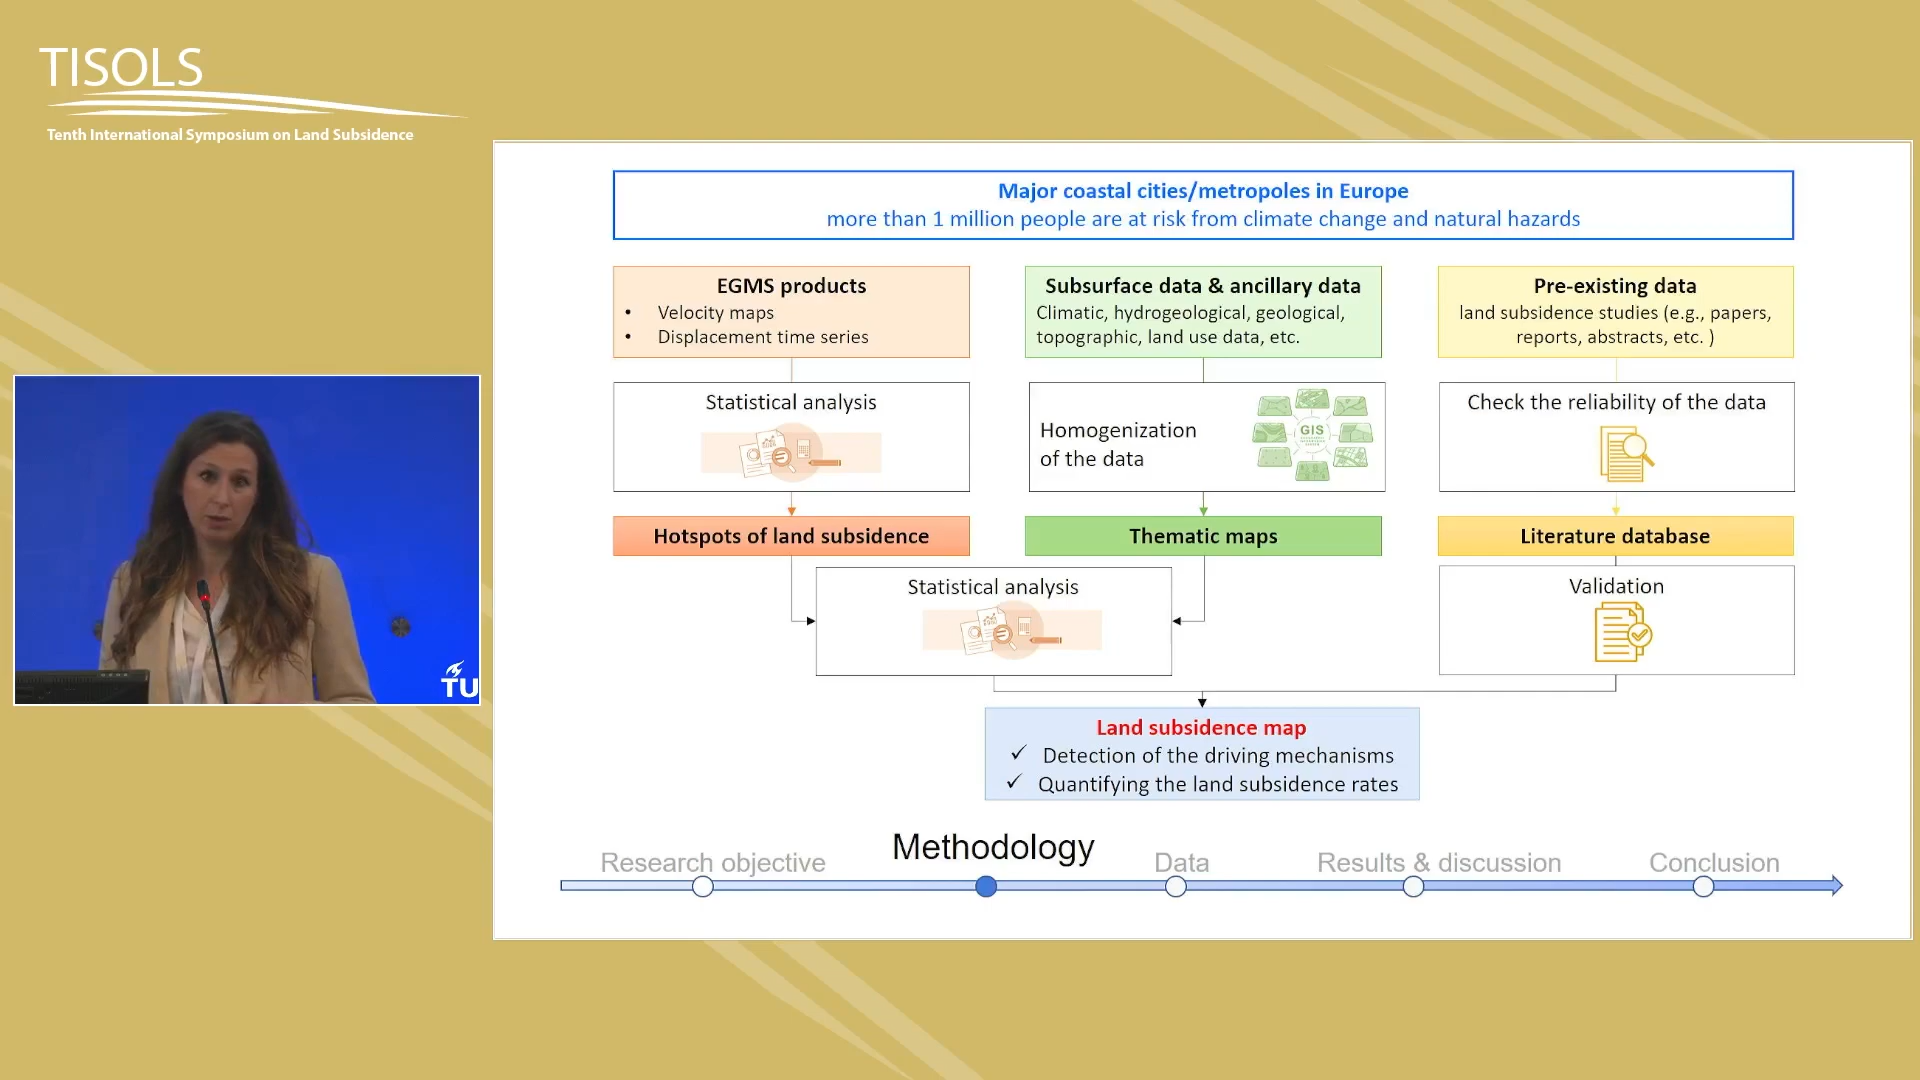 TISOLS
Tenth International Symposium on Land Subsidence
Major coastal cities/metropoles in Europe
more than 1 million people are at risk from climate change and natural hazards
EGMS products
• Velocity maps
• Displacement time series
Subsurface data & ancillary data
Climatic, hydrogeological, geological,
topographic, land use data, etc.
Pre-existing data
land subsidence studies (e.g., papers,
reports, abstracts, etc. )
Statistical analysis
Homogenization
of the data
GIS
Check the reliability of the data
Hotspots of land subsidence
Thematic maps
Literature database
Statistical analysis
Validation
TU
Land subsidence map
✓ Detection of the driving mechanisms
✓ Quantifying the land subsidence rates
Research objective
Methodology
Data
Results & discussion
Conclusion